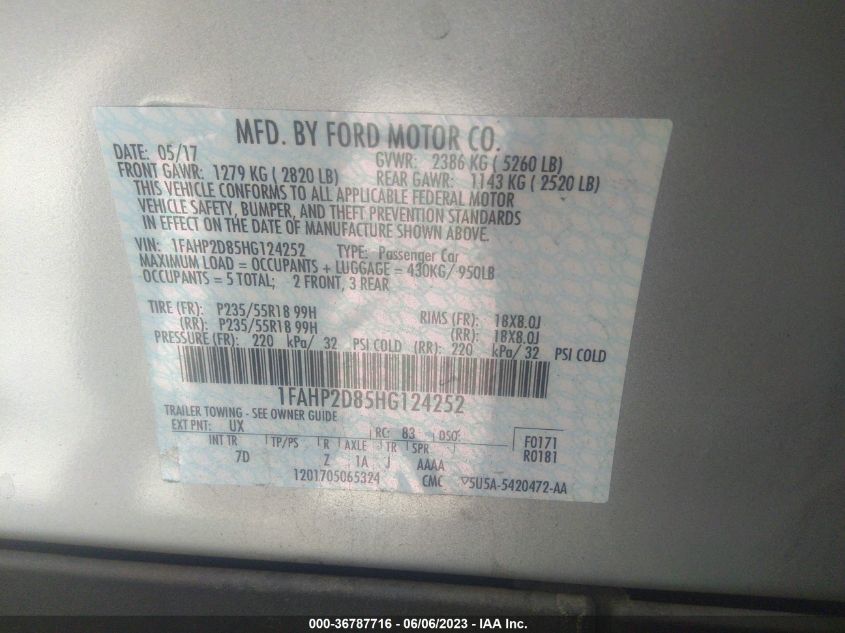 MFD. BY FORD MOTOR CO.
DATE: 05/17 GVWR: 2386 KG ( 5260 LB)
FRONT GAWR: 1279 KG ( 2820 LB) REAR GAWR: 1143 KG ( 2520 LB)
THIS VEHICLE CONFORMS TO ALL APPLICABLE FEDERAL MOTOR
VEHICLE SAFETY, BUMPER, AND THEFT PREVENTION STANDARDS
IN EFFECT ON THE DATE OF MANUFACTURE SHOWN ABOVE.
VIN: 1FAHP2D85HG124252 TYPE: Passenger Car
MAXIMUM LOAD = OCCUPANTS + LUGGAGE = 430KG/ 950LB
OCCUPANTS = 5 TOTAL; 2 FRONT, 3 REAR
TIRE (FR): P235/55R18 99H RIMS (FR): 18X8.0J
(RR): P235/55R18 99H (RR): 18X8.0J
PRESSURE (FR): 220 kPa/ 32 PSI COLD (RR): 220 kPa/ 32 PSI COLD
1FAHP2D85HG124252
TRAILER TOWING - SEE OWNER GUIDE
EXT PNT: UX RC: 83 DSO: F0171
INT TR TP/PS R AXLE TR SPR R0181
7D Z 1A J AAAA
1201705065324 CMC ▽5U5A-5420472-AA
000-36787716 - 06/06/2023 - IAA Inc.